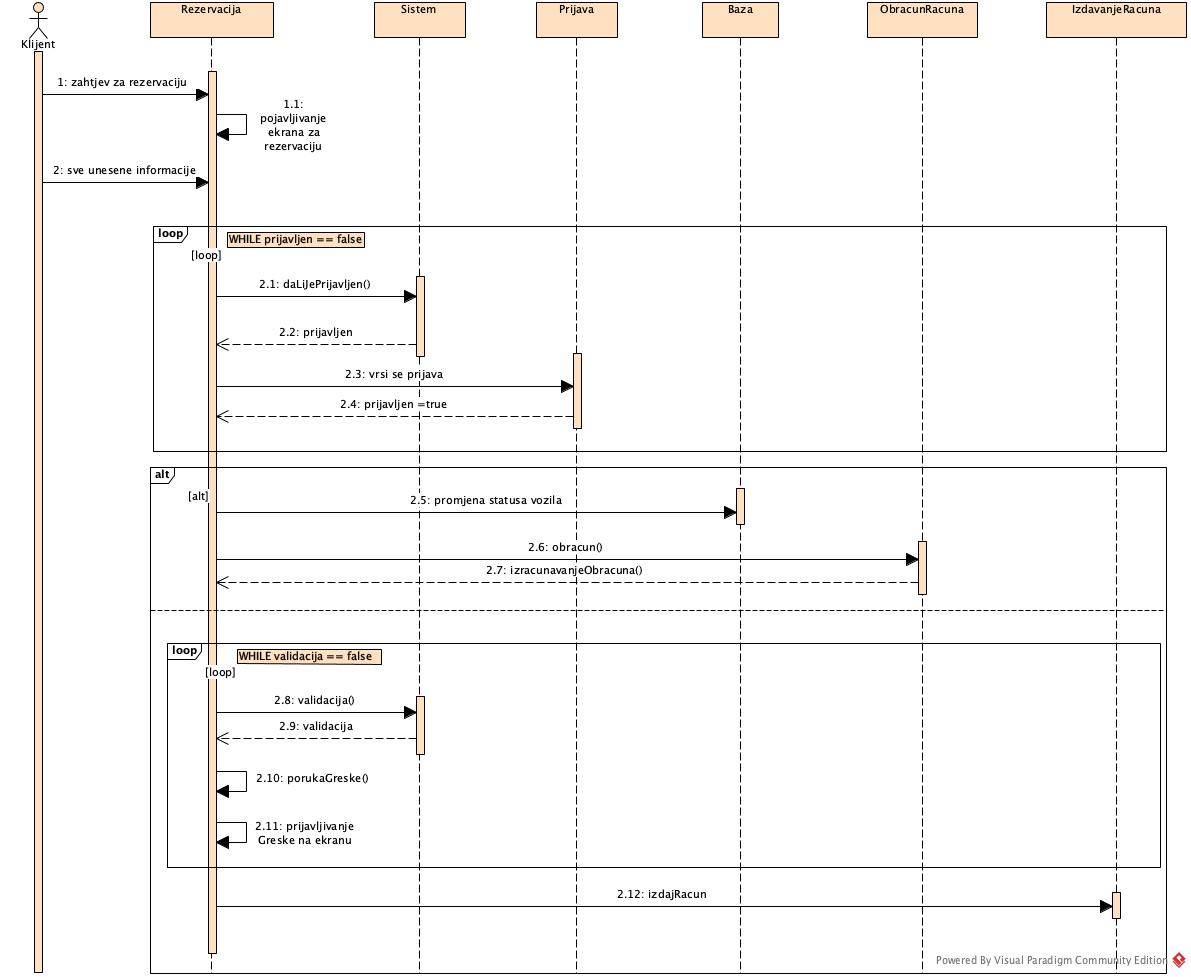 Rezervacija
Sistem
Prijava
Baza
ObracunRacuna
IzdavanjeRacuna
Klijent
1: zahtjev za rezervaciju
1.1:
pojavljivanje
ekrana za
rezervaciju
2: sve unesene informacije
loop
WHILE prijavljen == false
[loop]
2.1: daLiJePrijavljen()
2.2: prijavljen
2.3: vrsi se prijava
2.4: prijavljen =true
alt
[alt]
2.5: promjena statusa vozila
2.6: obracun()
2.7: izracunavanjeObracuna()
loop
WHILE validacija == false
[loop]
2.8: validacija()
2.9: validacija
2.10: porukaGreske()
2.11: prijavljivanje
Greske na ekranu
2.12: izdajRacun
Powered By Visual Paradigm Community Edition